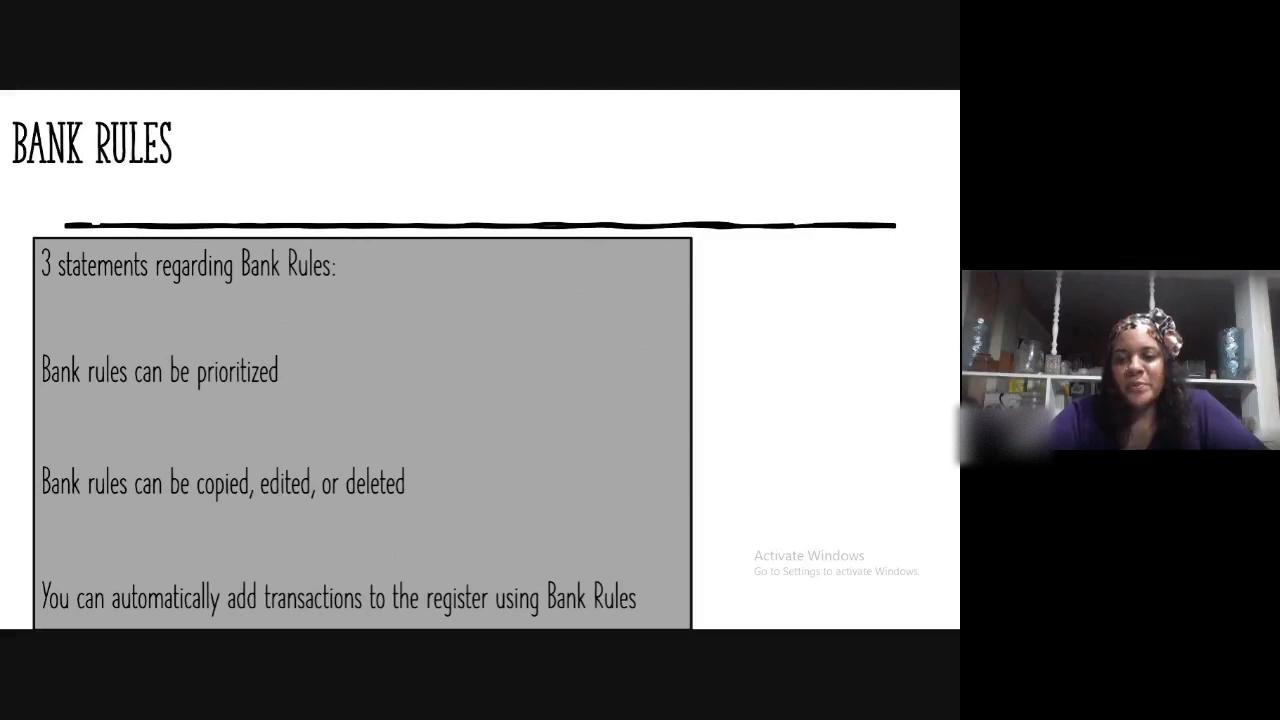 BANK RULES
3 statements regarding Bank Rules:
Bank rules can be prioritized
Bank rules can be copied, edited, or deleted
You can automatically add transactions to the register using Bank Rules
Activate Windows
Go to Settings to activate Windows.